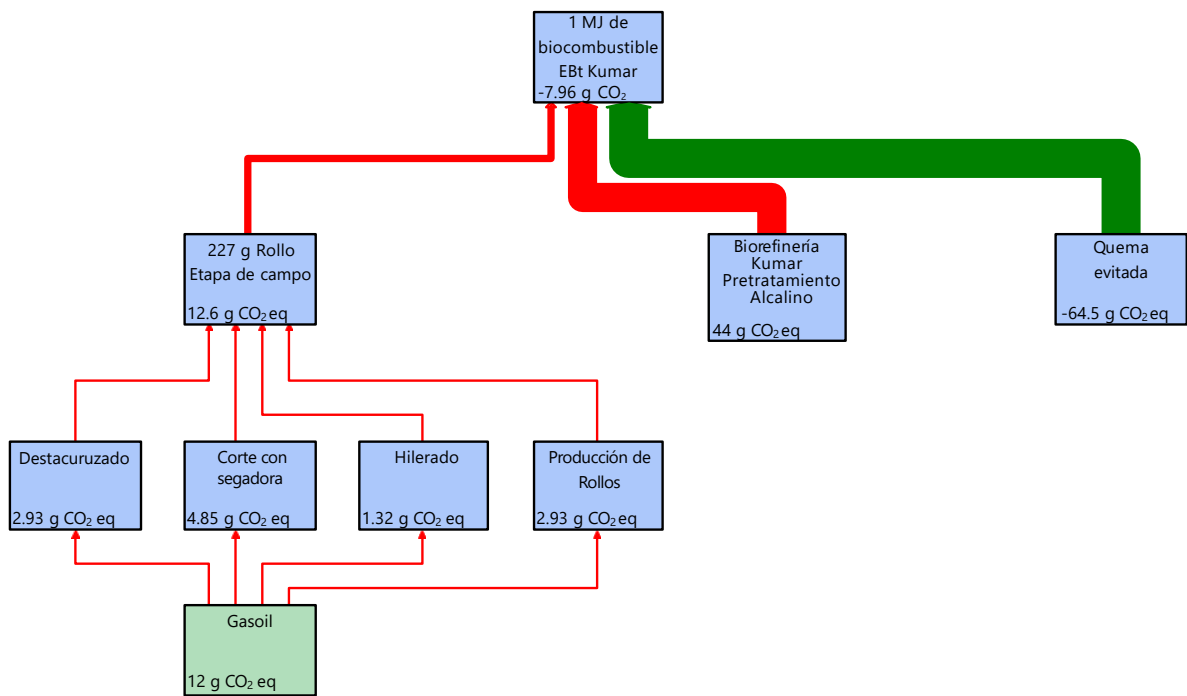 1 MJ de
biocombustible
EBt Kumar
-7.96 g CO₂
227 g Rollo
Etapa de campo
12.6 g CO₂ eq
Biorefinería
Kumar
Pretratamiento
Alcalino
44 g CO₂ eq
Quema
evitada
-64.5 g CO₂ eq
Destacuruzado
2.93 g CO₂ eq
Corte con
segadora
4.85 g CO₂ eq
Hilerado
1.32 g CO₂ eq
Producción de
Rollos
2.93 g CO₂ eq
Gasoil
12 g CO₂ eq